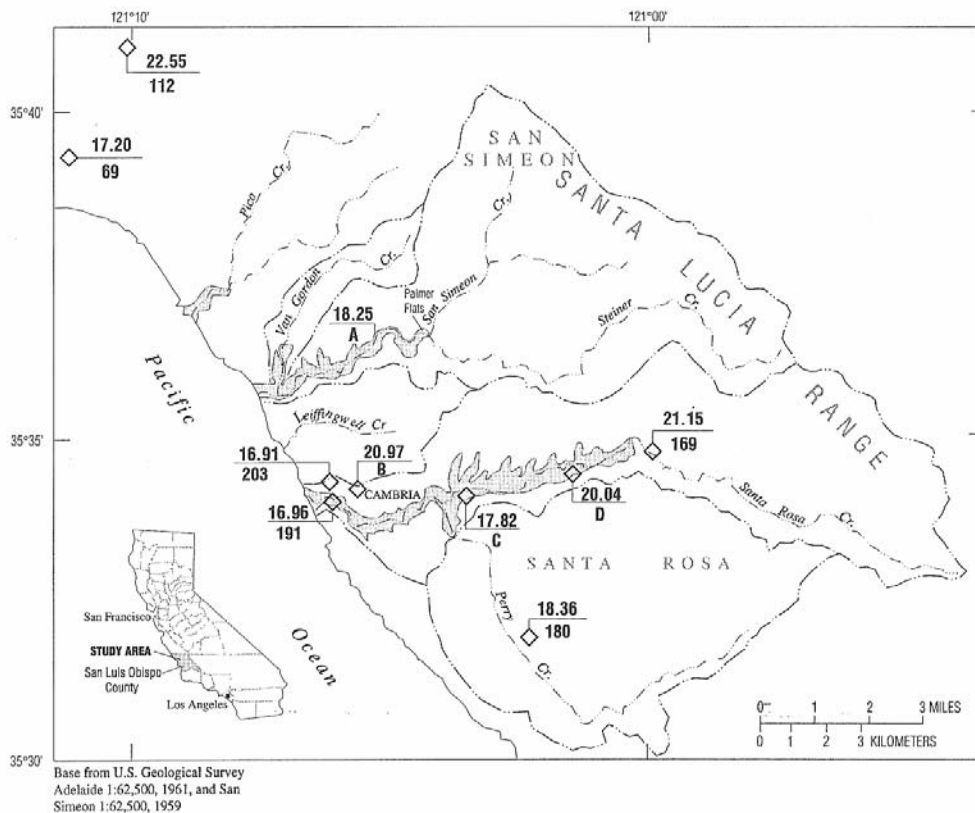 121°10'
121°00'
22.55
112
35°40'
17.20
69
SAN
SIMEON
SANTA
LUCIA
RANGE
Pico Cr.
Cr.
Van Gordon Cr.
Palmer
Flats
San Simeon
18.25
A
Steiner Cr.
Pacific
Leiffingwell Cr
35°35'
21.15
169
16.91
203
20.97
B
CAMBRIA
16.96
191
20.04
D
17.82
C
Santa Rosa Cr.
SANTA ROSA
Perry Cr.
18.36
180
Ocean
San Francisco
STUDY AREA
San Luis Obispo
County
Los Angeles
0 1 2 3 MILES
0 1 2 3 KILOMETERS
35°30'
Base from U.S. Geological Survey
Adelaide 1:62,500, 1961, and San
Simeon 1:62,500, 1959